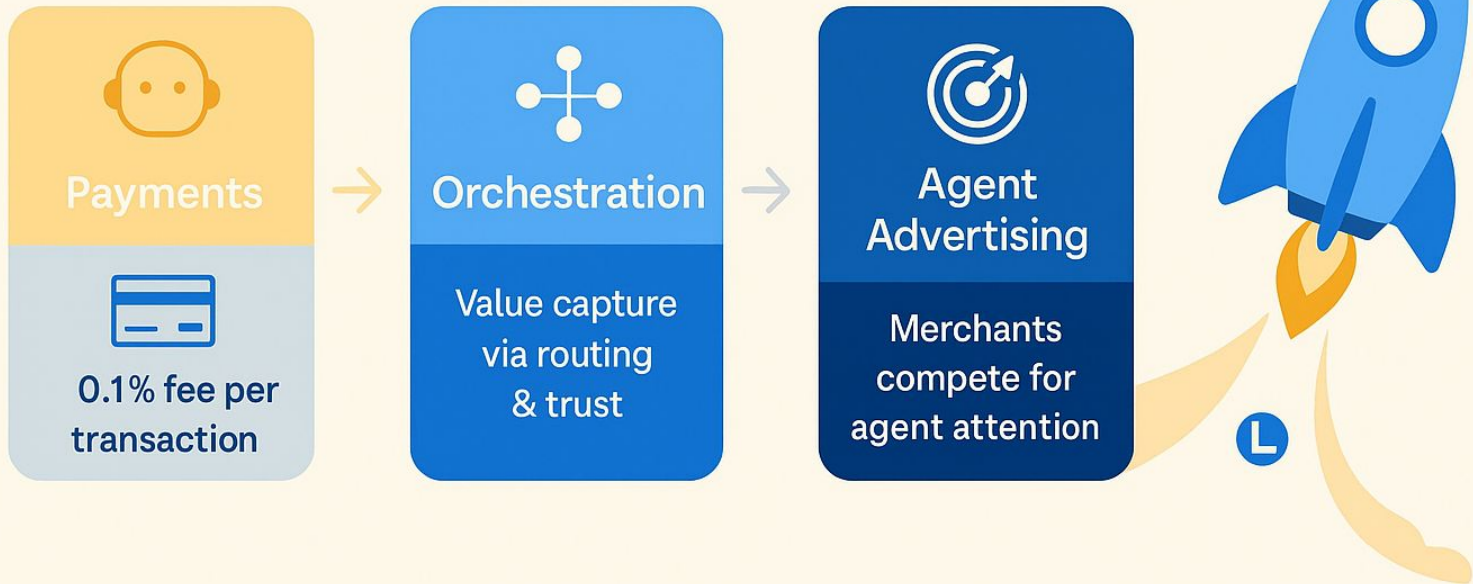 Payments
0.1% fee per
transaction
Orchestration
Value capture
via routing
& trust
Agent
Advertising
Merchants
compete for
agent attention
L